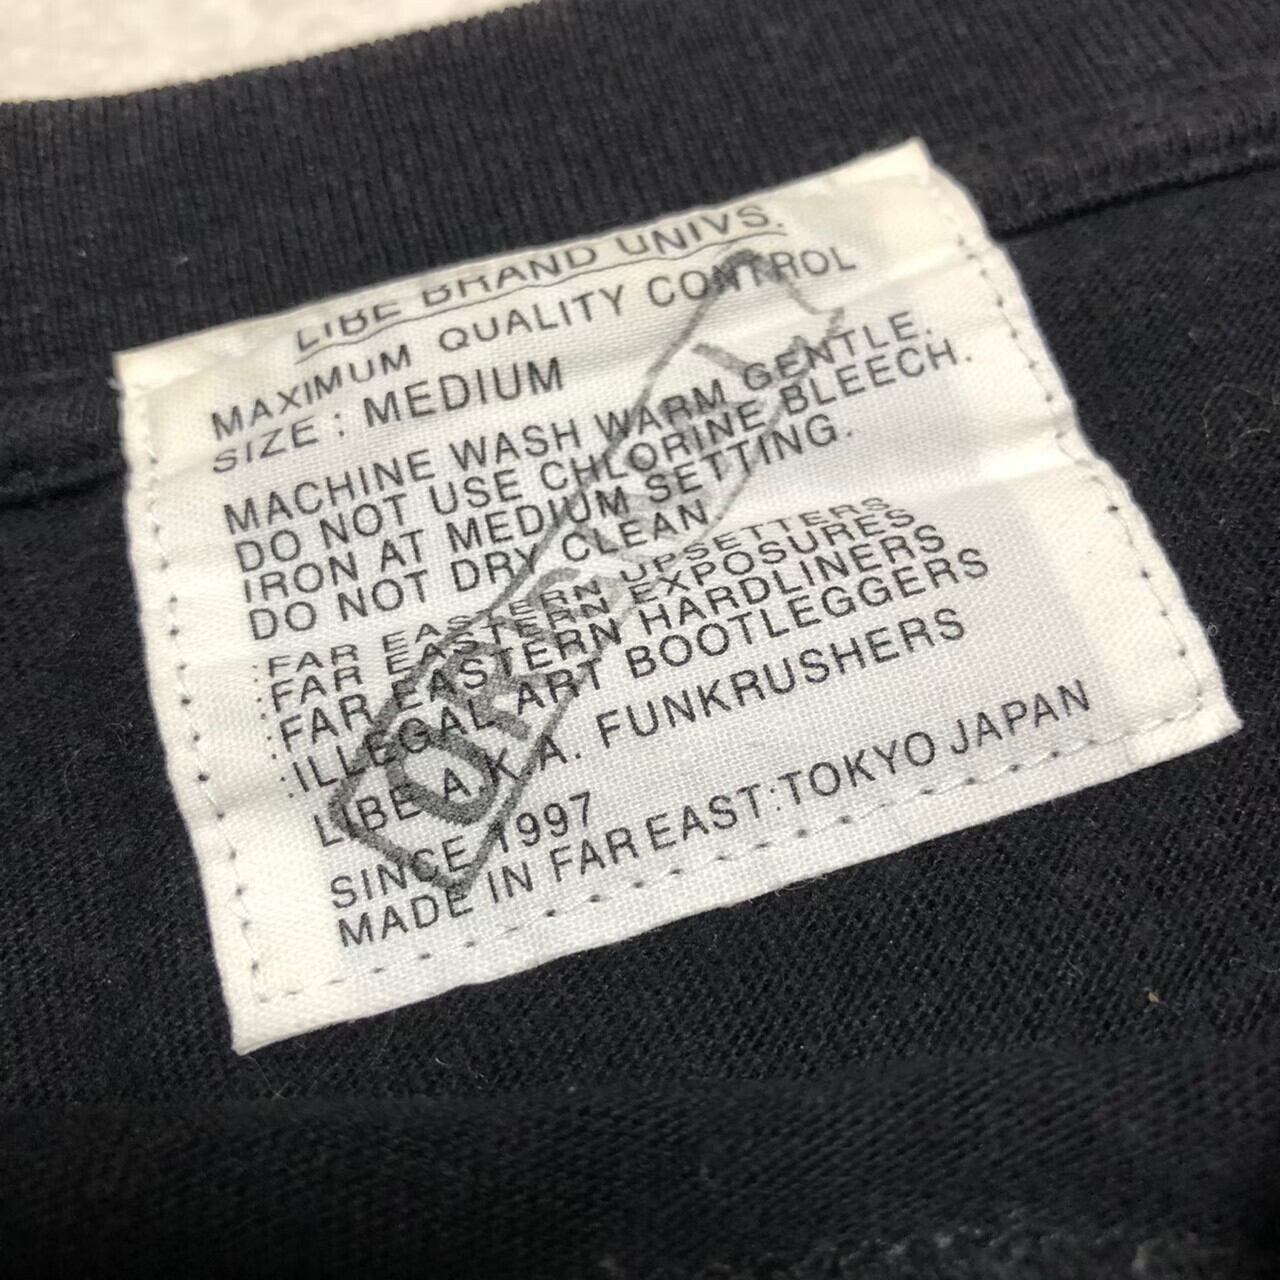 LIBE BRAND UNIVS.
MAXIMUM QUALITY CONTROL
SIZE : MEDIUM
MACHINE WASH WARM GENTLE.
DO NOT USE CHLORINE BLEECH.
IRON AT MEDIUM SETTING.
DO NOT DRY CLEAN
:FAR EASTERN UPSETTERS
:FAR EASTERN EXPOSURES
:FAR EASTERN HARDLINERS
:ILLEGAL ART BOOTLEGGERS
LIBE A.K.A. FUNKRUSHERS
SINCE 1997
MADE IN FAR EAST:TOKYO JAPAN